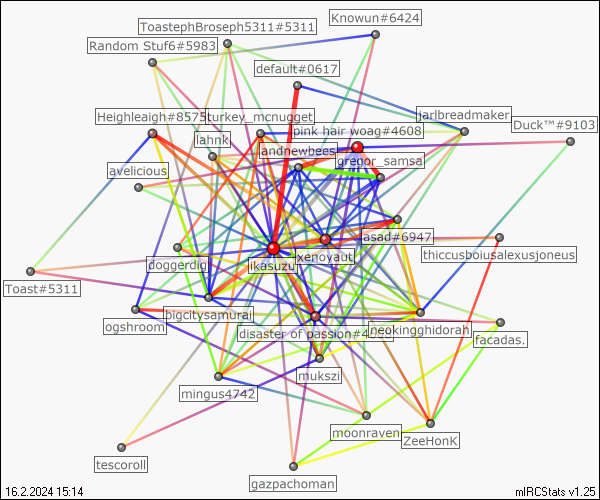 Knowun#6424
ToastephBroseph5311#5311
Random Stuf6#5983
default#0617
Heighleaigh#8575
turkey_mcnugget
jarlbreadmaker
Duck™#9103
pink hair woag#4608
lahnk
andnewbees
gregor_samsa
avelicious
asad#6947
xenoyaut
thiccusboiusalexusjoneus
doggerdig
ikasuzu
Toast#5311
bigcitysamurai
ogshroom
neokingghidorah
disaster of passion#4
facadas.
mukszi
mingus4742
moonraven
ZeeHonK
tescoroll
gazpachoman
16.2.2024 15:14
mIRCStats v1.25